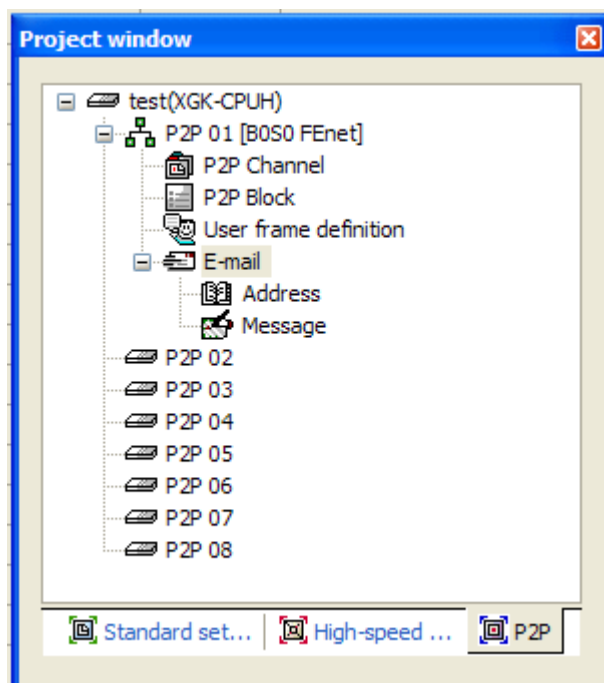 Project window
test(XGK-CPUH)
P2P 01 [B0S0 FEnet]
P2P Channel
P2P Block
User frame definition
E-mail
Address
Message
P2P 02
P2P 03
P2P 04
P2P 05
P2P 06
P2P 07
P2P 08
Standard set... High-speed ... P2P